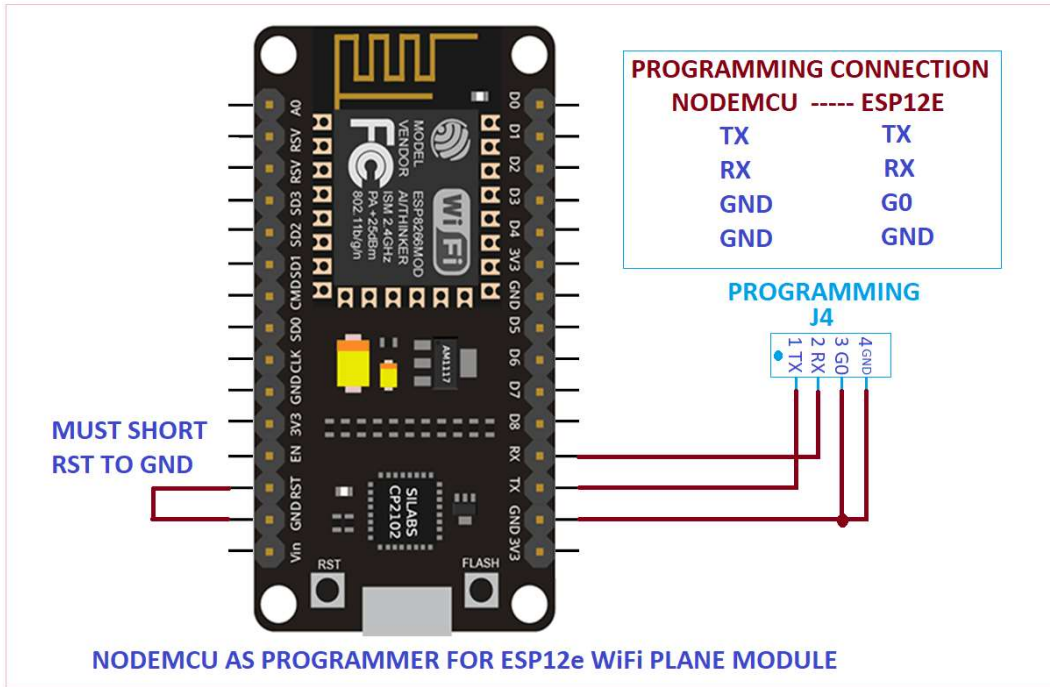 PROGRAMMING CONNECTION
NODEMCU ----- ESP12E
TX TX
RX RX
GND G0
GND GND
PROGRAMMING
J4
1 TX
2 RX
3 G0
4 GND
MUST SHORT
RST TO GND
A0
RSV
RSV
SD3
SD2
SD1
CMD
SD0
CLK
GND
3V3
EN
RST
GND
Vin
D0
D1
D2
D3
D4
3V3
GND
D5
D6
D7
D8
RX
TX
GND
3V3
MODEL ESP8266MOD
VENDOR AI/THINKER
ISM 2.4GHz
PA +25dBm
802.11b/g/n
FC
Wi Fi
AM1117
SILABS
CP2102
RST
FLASH
NODEMCU AS PROGRAMMER FOR ESP12e WiFi PLANE MODULE